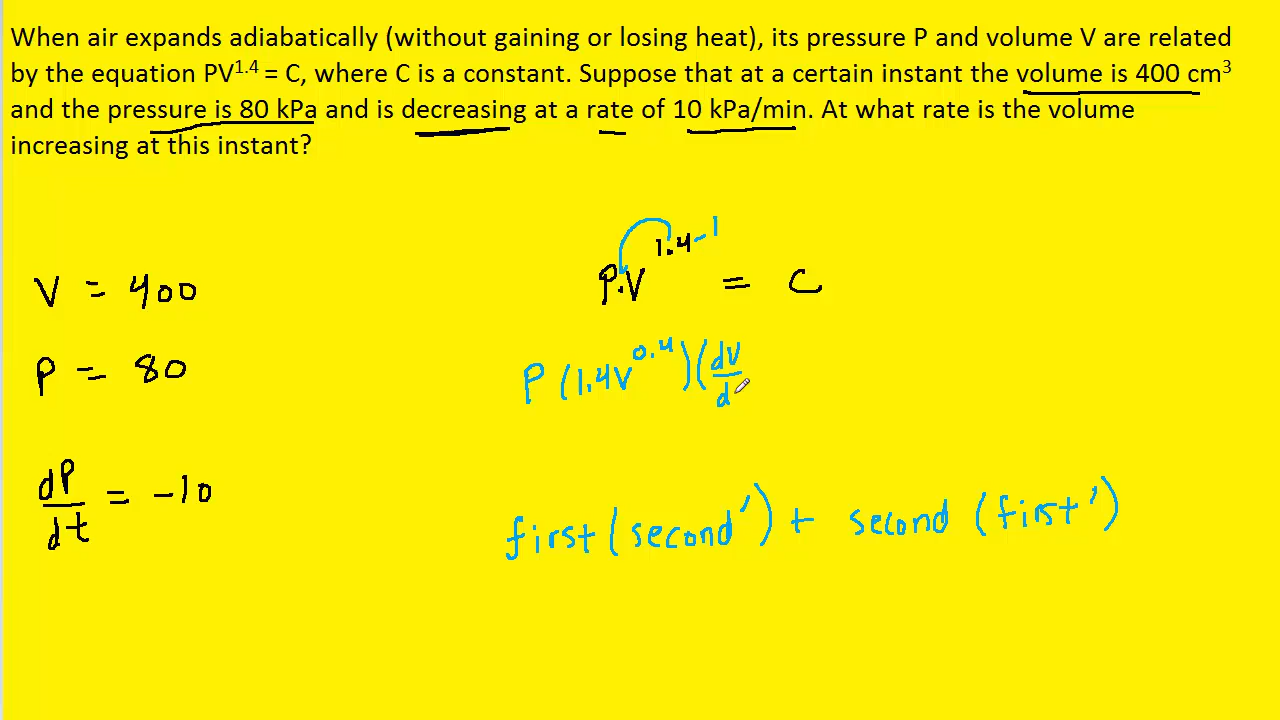 When air expands adiabatically (without gaining or losing heat), its pressure P and volume V are related
by the equation PV^1.4 = C, where C is a constant. Suppose that at a certain instant the volume is 400 cm³
and the pressure is 80 kPa and is decreasing at a rate of 10 kPa/min. At what rate is the volume
increasing at this instant?
P·V^1.4-1 = C
V = 400
P = 80
P (1.4V^0.4)(dV/d
dP/dt = -10
first (second') + second (first')